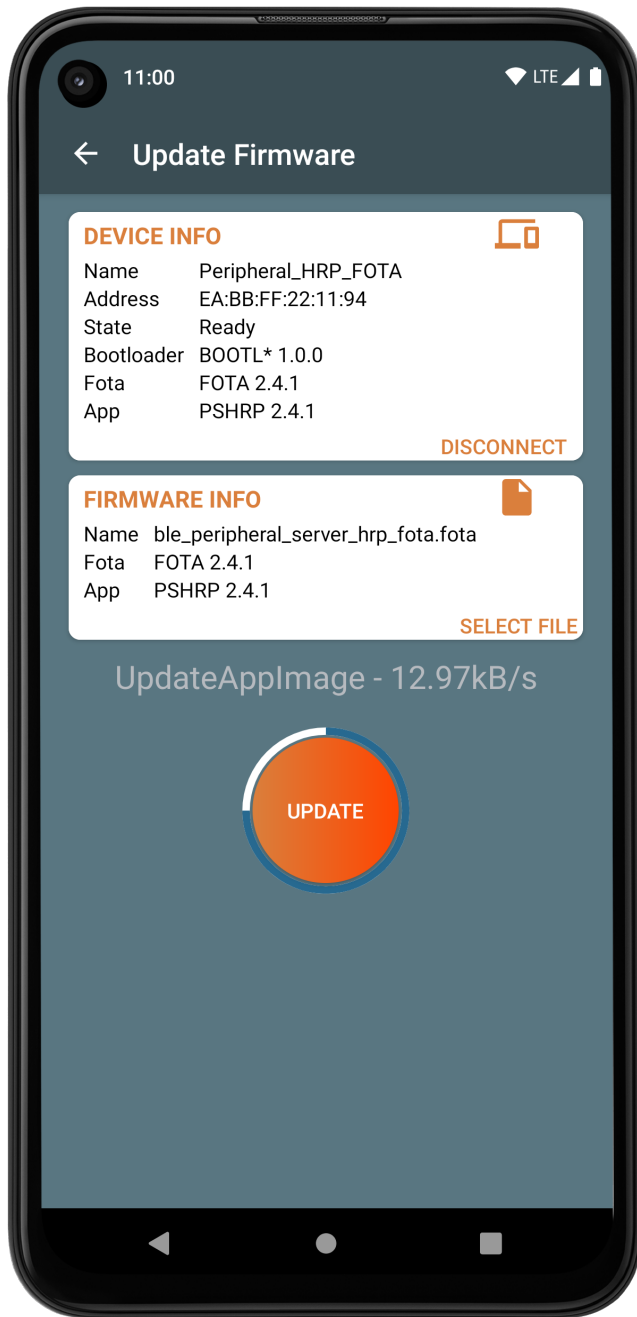 11:00 LTE
Update Firmware
DEVICE INFO
Name Peripheral_HRP_FOTA
Address EA:BB:FF:22:11:94
State Ready
Bootloader BOOTL* 1.0.0
Fota FOTA 2.4.1
App PSHRP 2.4.1
DISCONNECT
FIRMWARE INFO
Name ble_peripheral_server_hrp_fota.fota
Fota FOTA 2.4.1
App PSHRP 2.4.1
SELECT FILE
UpdateAppImage - 12.97kB/s
UPDATE